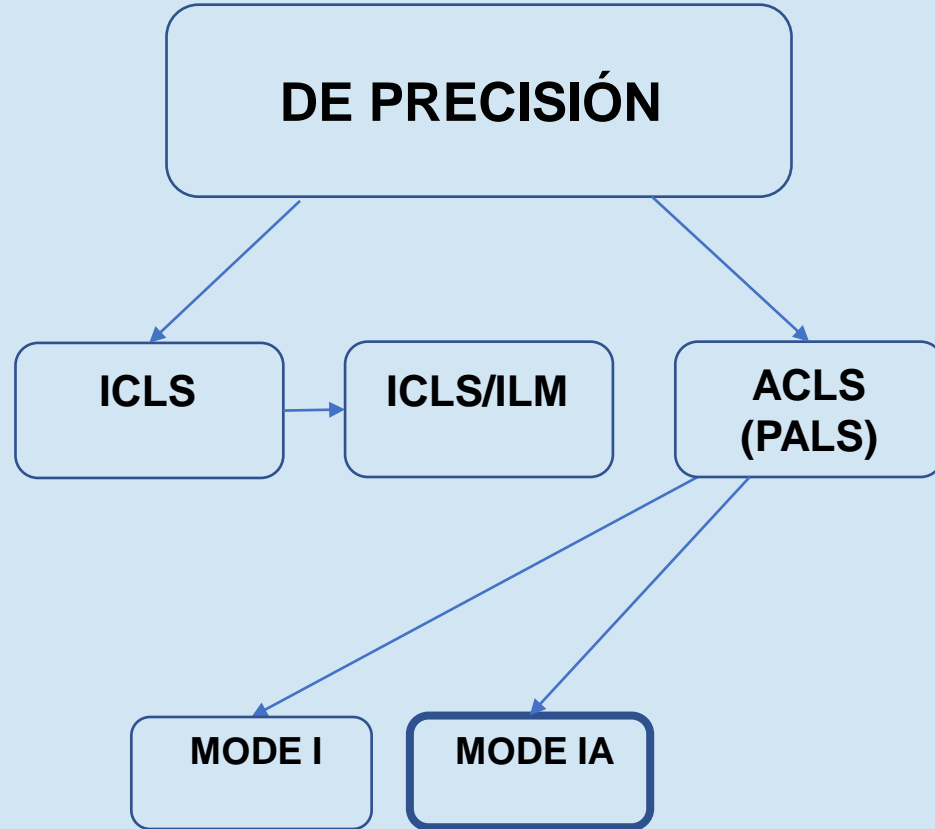 DE PRECISIÓN
ICLS
ICLS/ILM
ACLS
(PALS)
MODE I
MODE IA